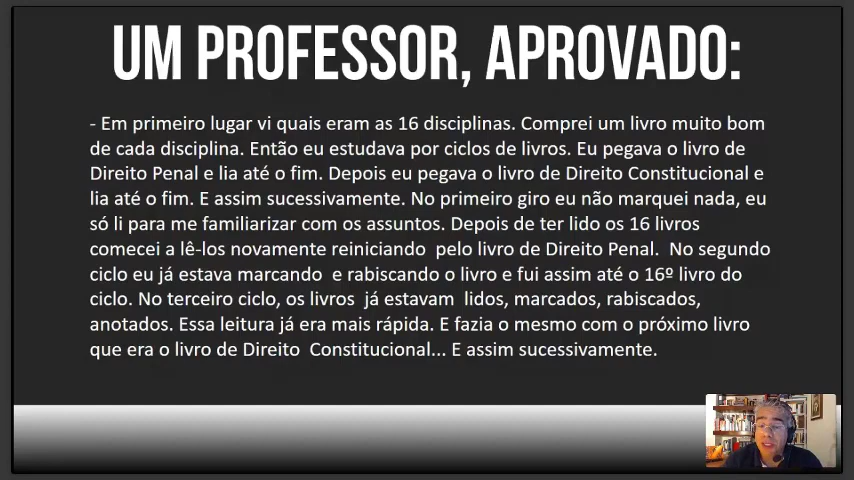 UM PROFESSOR, APROVADO:
- Em primeiro lugar vi quais eram as 16 disciplinas. Comprei um livro muito bom
de cada disciplina. Então eu estudava por ciclos de livros. Eu pegava o livro de
Direito Penal e lia até o fim. Depois eu pegava o livro de Direito Constitucional e
lia até o fim. E assim sucessivamente. No primeiro giro eu não marquei nada, eu
só li para me familiarizar com os assuntos. Depois de ter lido os 16 livros
comecei a lê-los novamente reiniciando pelo livro de Direito Penal. No segundo
ciclo eu já estava marcando e rabiscando o livro e fui assim até o 16º livro do
ciclo. No terceiro ciclo, os livros já estavam lidos, marcados, rabiscados,
anotados. Essa leitura já era mais rápida. E fazia o mesmo com o próximo livro
que era o livro de Direito Constitucional... E assim sucessivamente.